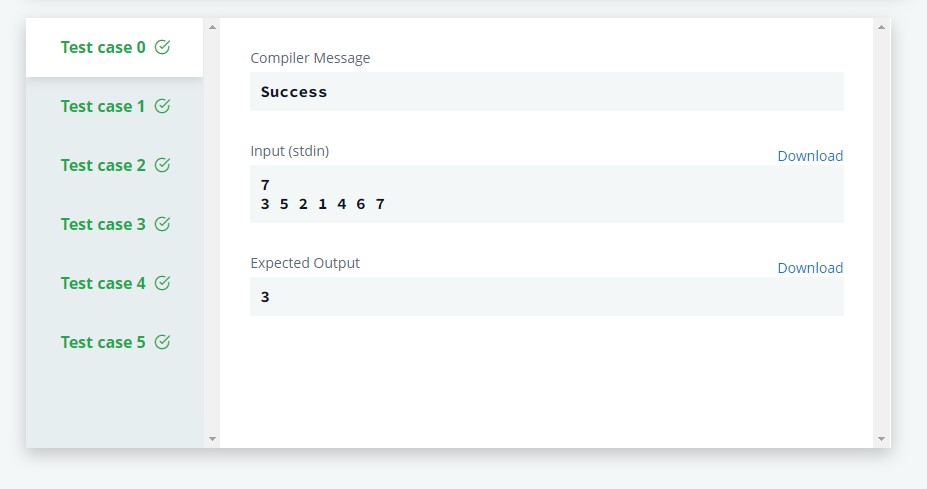 Test case 0
Test case 1
Test case 2
Test case 3
Test case 4
Test case 5
Compiler Message
Success
Input (stdin)
Download
7
3 5 2 1 4 6 7
Expected Output
Download
3